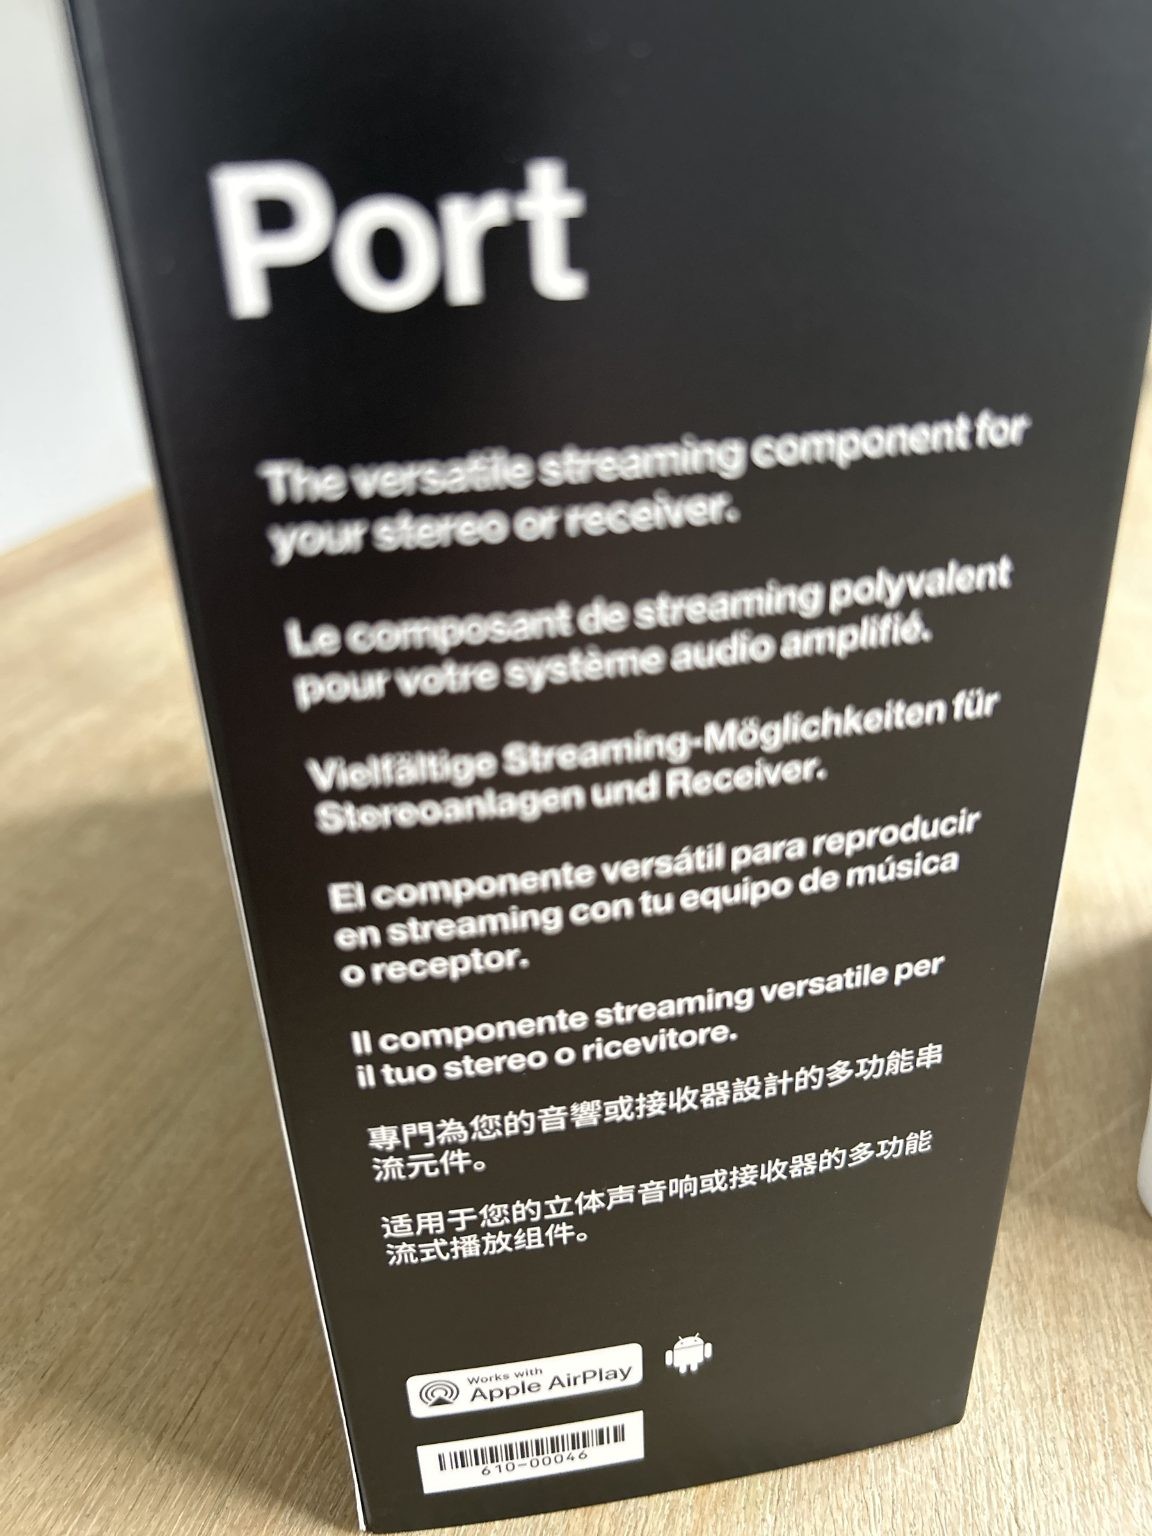 Port
The versatile streaming component for
your stereo or receiver.
Le composant de streaming polyvalent
pour votre système audio amplifié.
Vielfältige Streaming-Möglichkeiten für
Stereoanlagen und Receiver.
El componente versátil para reproducir
en streaming con tu equipo de música
o receptor.
Il componente streaming versatile per
il tuo stereo o ricevitore.
專門為您的音響或接收器設計的多功能串
流元件。
适用于您的立体声音响或接收器的多功能
流式播放组件。
Works with
Apple AirPlay
610-00046